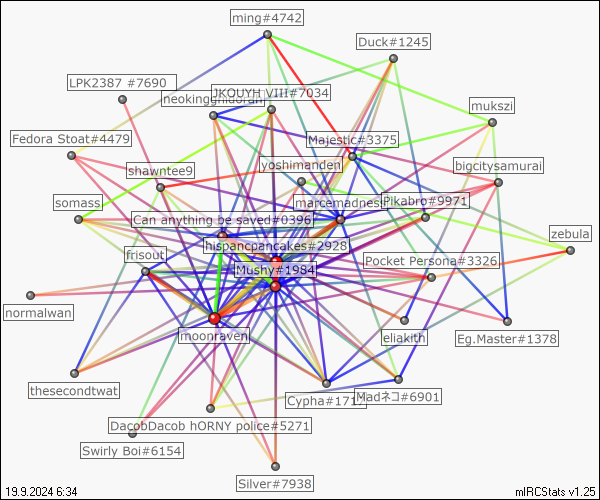 ming#4742
Duck#1245
LPK2387 #7690
JKOUYH VIII#7034
mukszi
Fedora Stoat#4479
Majestic#3375
shawntee9
yoshimanden
bigcitysamurai
somass
marcemadness
Pikabro#9971
Can anything be saved#0396
zebula
frisout
hispancpancakes#2928
Mushy#1984
Pocket Persona#3326
normalwan
moonraven
eliakith
Eg.Master#1378
thesecondtwat
Cypha#1717
Madネコ#6901
DacobDacob hORNY police#5271
Swirly Boi#6154
Silver#7938
19.9.2024 6:34
mIRCStats v1.25